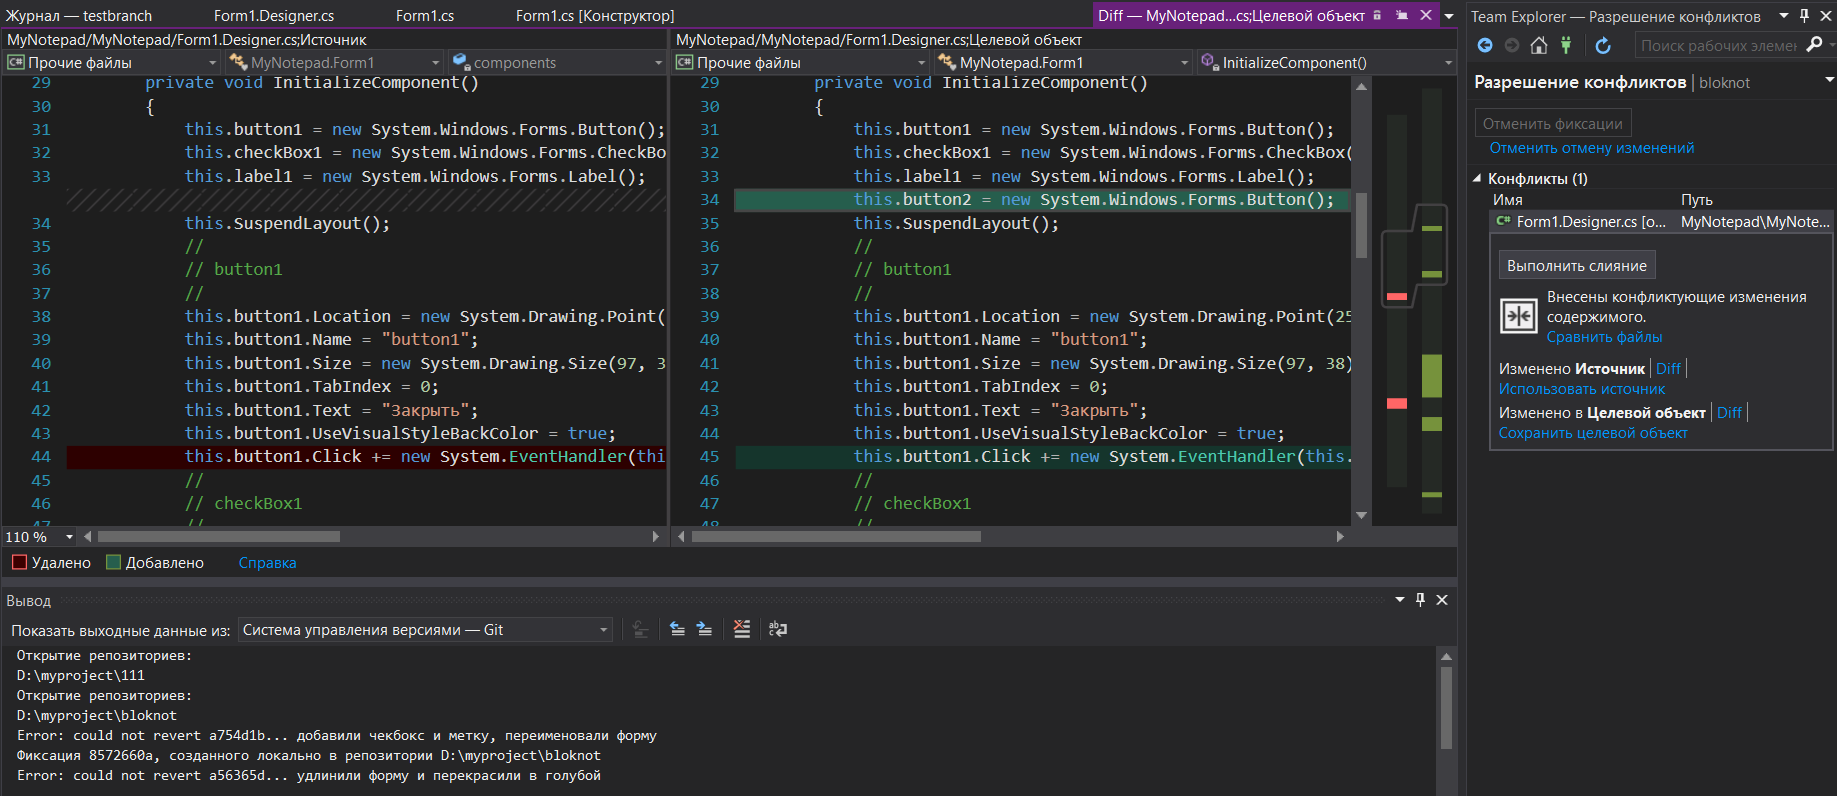 Журнал — testbranch
Form1.Designer.cs
Form1.cs
Form1.cs [Конструктор]
Diff — MyNotepad...cs;Целевой объект
MyNotepad/MyNotepad/Form1.Designer.cs;Источник
Прочие файлы
MyNotepad.Form1
components
29 private void InitializeComponent()
30 {
31 this.button1 = new System.Windows.Forms.Button();
32 this.checkBox1 = new System.Windows.Forms.CheckBo
33 this.label1 = new System.Windows.Forms.Label();
34 this.SuspendLayout();
35 //
36 // button1
37 //
38 this.button1.Location = new System.Drawing.Point(
39 this.button1.Name = "button1";
40 this.button1.Size = new System.Drawing.Size(97, 3
41 this.button1.TabIndex = 0;
42 this.button1.Text = "Закрыть";
43 this.button1.UseVisualStyleBackColor = true;
44 this.button1.Click += new System.EventHandler(thi
45 //
46 // checkBox1
47 //
110 %
MyNotepad/MyNotepad/Form1.Designer.cs;Целевой объект
Прочие файлы
MyNotepad.Form1
InitializeComponent()
29 private void InitializeComponent()
30 {
31 this.button1 = new System.Windows.Forms.Button();
32 this.checkBox1 = new System.Windows.Forms.CheckBox(
33 this.label1 = new System.Windows.Forms.Label();
34 this.button2 = new System.Windows.Forms.Button();
35 this.SuspendLayout();
36 //
37 // button1
38 //
39 this.button1.Location = new System.Drawing.Point(25
40 this.button1.Name = "button1";
41 this.button1.Size = new System.Drawing.Size(97, 38)
42 this.button1.TabIndex = 0;
43 this.button1.Text = "Закрыть";
44 this.button1.UseVisualStyleBackColor = true;
45 this.button1.Click += new System.EventHandler(this.
46 //
47 // checkBox1
48 //
Удалено
Добавлено
Справка
Вывод
Показать выходные данные из:
Система управления версиями — Git
Открытие репозиториев:
D:\myproject\111
Открытие репозиториев:
D:\myproject\bloknot
Error: could not revert a754d1b... добавили чекбокс и метку, переименовали форму
Фиксация 8572660a, созданного локально в репозитории D:\myproject\bloknot
Error: could not revert a56365d... удлинили форму и перекрасили в голубой
Team Explorer — Разрешение конфликтов
Поиск рабочих элемен
Разрешение конфликтов | bloknot
Отменить фиксации
Отменить отмену изменений
Конфликты (1)
Имя Путь
Form1.Designer.cs [о... MyNotepad\MyNote...
Выполнить слияние
Внесены конфликтующие изменения
содержимого.
Сравнить файлы
Изменено Источник | Diff |
Использовать источник
Изменено в Целевой объект | Diff |
Сохранить целевой объект